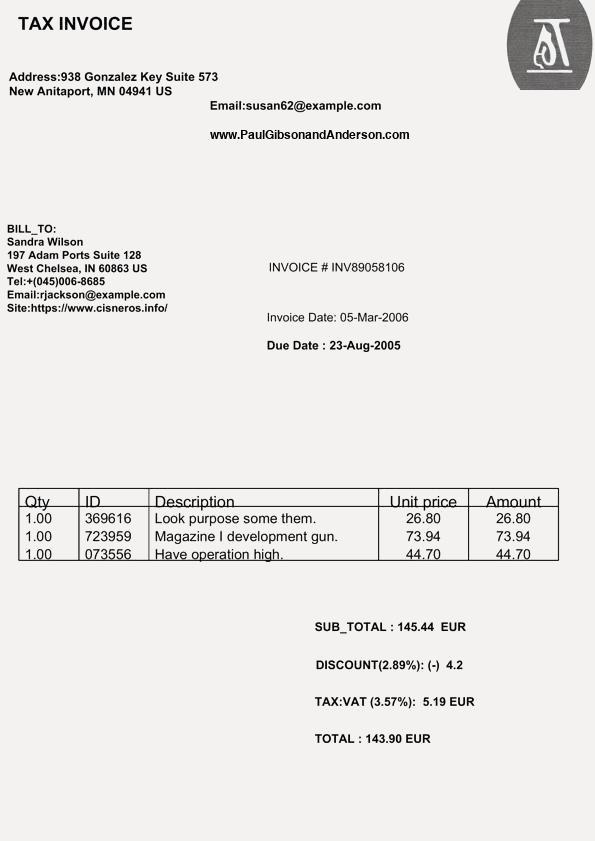 TAX INVOICE
Address:938 Gonzalez Key Suite 573
New Anitaport, MN 04941 US
Email:susan62@example.com
www.PaulGibsonandAnderson.com
BILL_TO:
Sandra Wilson
197 Adam Ports Suite 128
West Chelsea, IN 60863 US
Tel:+(045)006-8685
Email:rjackson@example.com
Site:https://www.cisneros.info/
INVOICE # INV89058106
Invoice Date: 05-Mar-2006
Due Date : 23-Aug-2005
Qty ID Description Unit price Amount
1.00 369616 Look purpose some them. 26.80 26.80
1.00 723959 Magazine I development gun. 73.94 73.94
1.00 073556 Have operation high. 44.70 44.70
SUB_TOTAL : 145.44 EUR
DISCOUNT(2.89%): (-) 4.2
TAX:VAT (3.57%): 5.19 EUR
TOTAL : 143.90 EUR